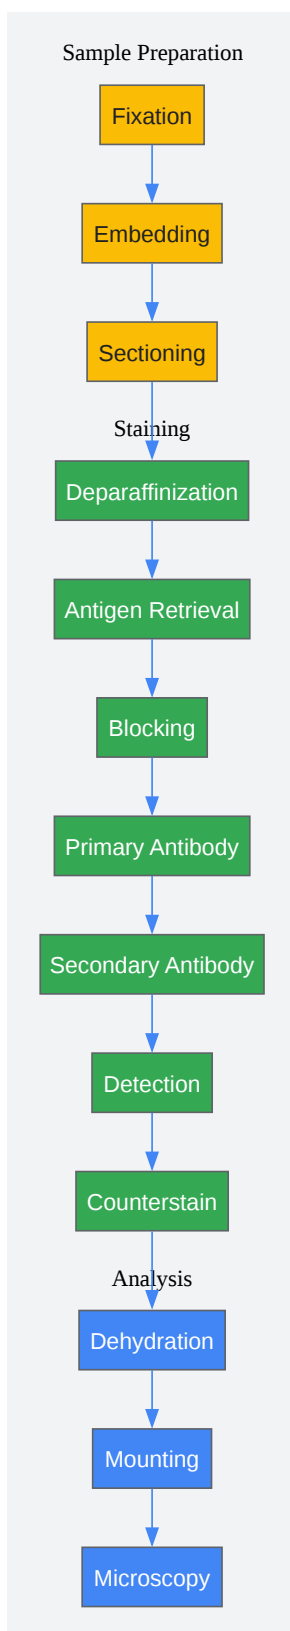 Sample Preparation
Fixation
Embedding
Sectioning
Staining
Deparaffinization
Antigen Retrieval
Blocking
Primary Antibody
Secondary Antibody
Detection
Counterstain
Analysis
Dehydration
Mounting
Microscopy